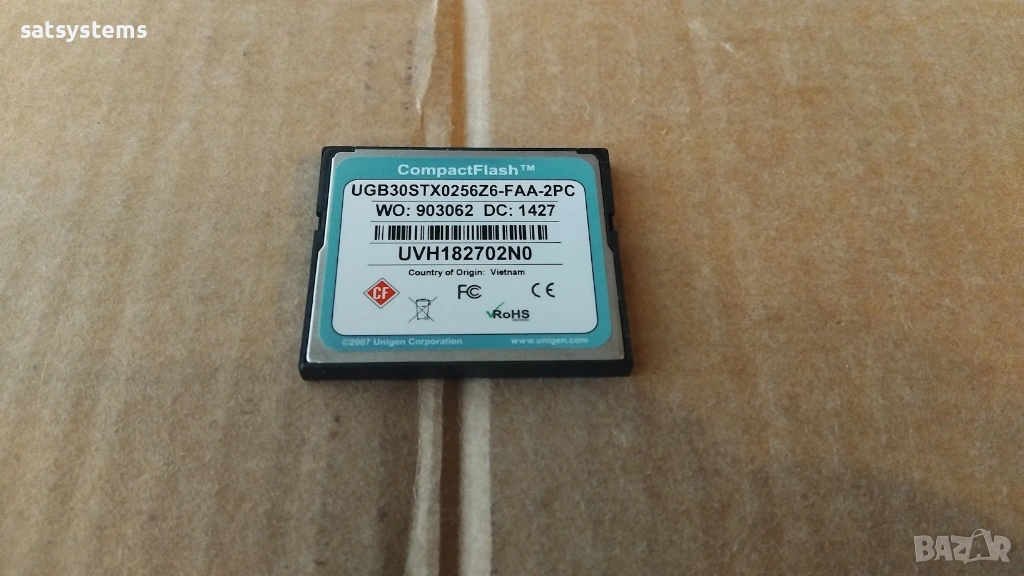 satsystems
CompactFlash™
UGB30STX0256Z6-FAA-2PC
WO: 903062 DC: 1427
UVH182702N0
Country of Origin: Vietnam
CF
FC CE
RoHS
©2007 Unigen Corporation www.unigen.com
BAZAR